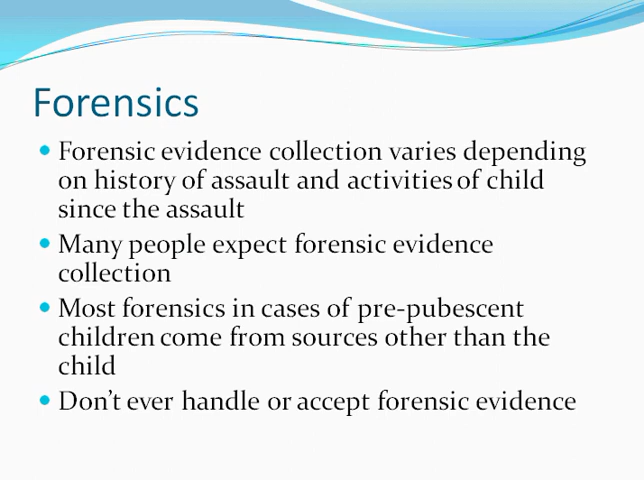 Forensics
• Forensic evidence collection varies depending
on history of assault and activities of child
since the assault
• Many people expect forensic evidence
collection
• Most forensics in cases of pre-pubescent
children come from sources other than the
child
• Don't ever handle or accept forensic evidence